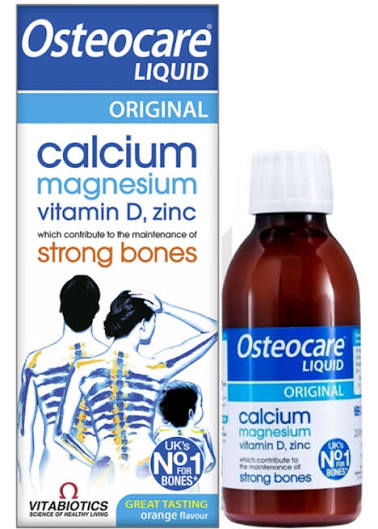 Osteocare®
LIQUID
ORIGINAL
calcium
magnesium
vitamin D, zinc
which contribute to the maintenance of
strong bones
UK's
No1
FOR
BONES*
VITABIOTICS
SCIENCE OF HEALTHY LIVING
GREAT TASTING
orange flavour
Osteocare®
LIQUID
ORIGINAL
calcium
magnesium
vitamin D, zinc
which contribute to
the maintenance of
strong bones
UK's
No1
FOR
BONES*